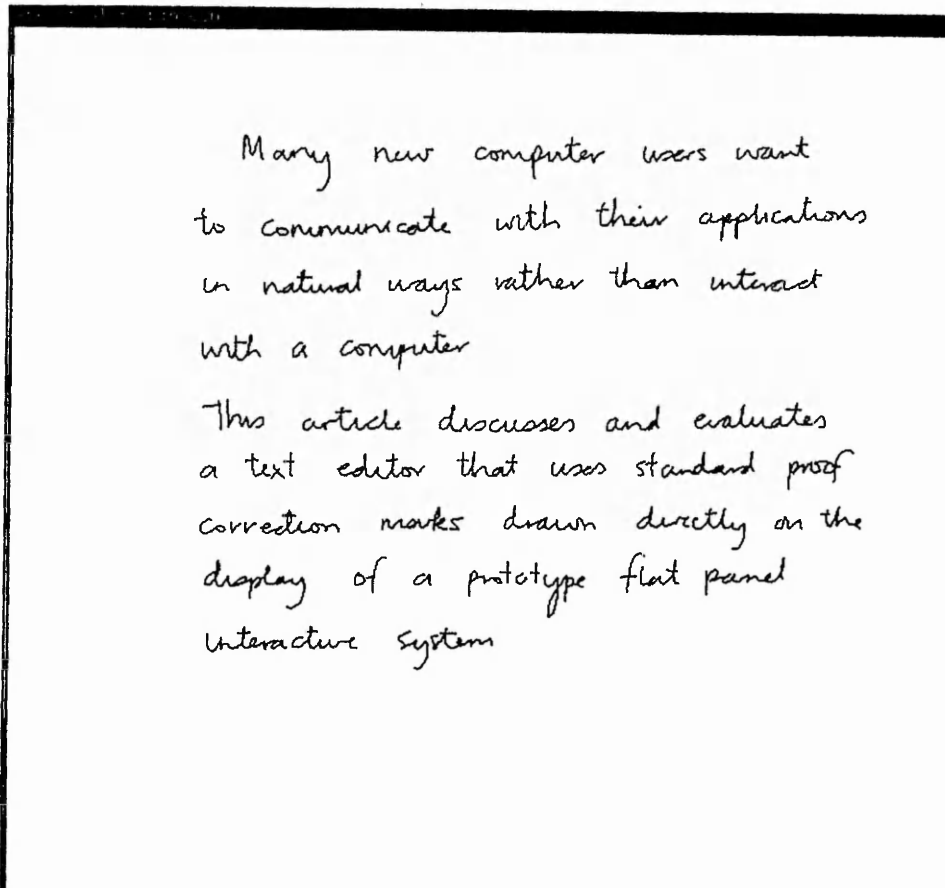 Many new computer users want
to communicate with their applications
in natural ways rather than interact
with a computer
This article discusses and evaluates
a text editor that uses standard proof
correction marks drawn directly on the
display of a prototype flat panel
interactive system